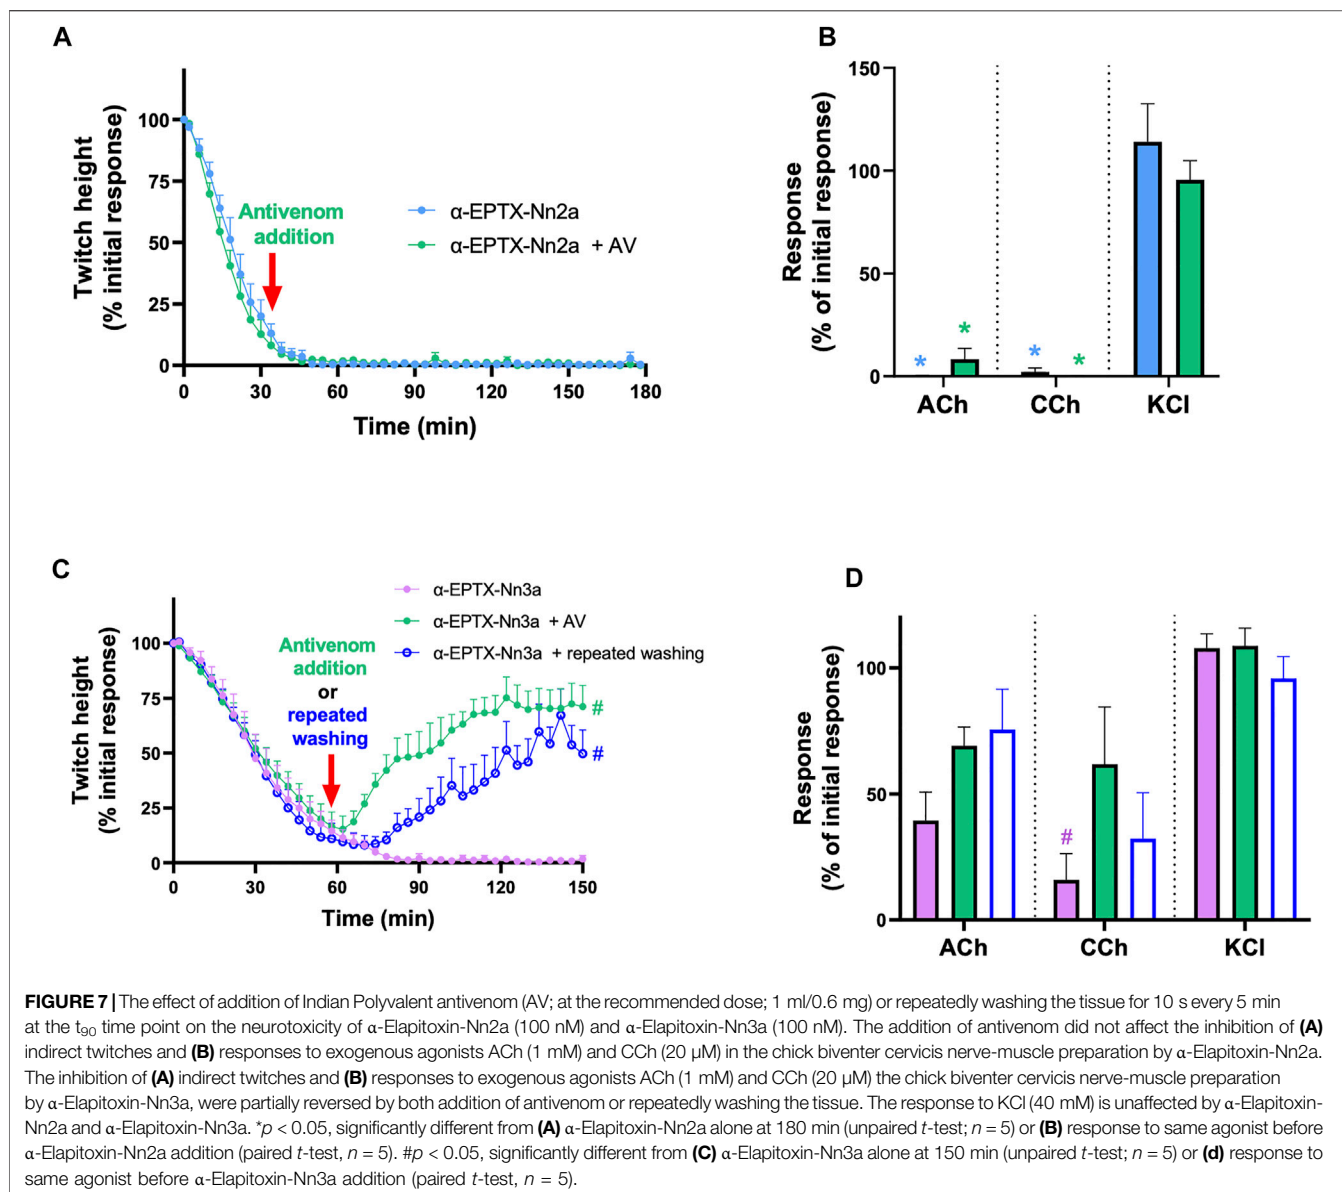 A
Twitch height
(% initial response)
100
75
50
25
0
Antivenom
addition
α-EPTX-Nn2a
α-EPTX-Nn2a + AV
0 30 60 90 120 150 180
Time (min)
B
Response
(% of initial response)
150
100
50
0
* * * *
ACh CCh KCl
C
Twitch height
(% initial response)
100
75
50
25
0
α-EPTX-Nn3a
α-EPTX-Nn3a + AV
α-EPTX-Nn3a + repeated washing
Antivenom
addition
or
repeated
washing
#
#
0 30 60 90 120 150
Time (min)
D
Response
(% of initial response)
100
50
0
#
ACh CCh KCl
FIGURE 7 | The effect of addition of Indian Polyvalent antivenom (AV; at the recommended dose; 1 ml/0.6 mg) or repeatedly washing the tissue for 10 s every 5 min
at the t90 time point on the neurotoxicity of α-Elapitoxin-Nn2a (100 nM) and α-Elapitoxin-Nn3a (100 nM). The addition of antivenom did not affect the inhibition of (A)
indirect twitches and (B) responses to exogenous agonists ACh (1 mM) and CCh (20 µM) in the chick biventer cervicis nerve-muscle preparation by α-Elapitoxin-Nn2a.
The inhibition of (A) indirect twitches and (B) responses to exogenous agonists ACh (1 mM) and CCh (20 µM) the chick biventer cervicis nerve-muscle preparation
by α-Elapitoxin-Nn3a, were partially reversed by both addition of antivenom or repeatedly washing the tissue. The response to KCl (40 mM) is unaffected by α-Elapitoxin-
Nn2a and α-Elapitoxin-Nn3a. *p < 0.05, significantly different from (A) α-Elapitoxin-Nn2a alone at 180 min (unpaired t-test; n = 5) or (B) response to same agonist before
α-Elapitoxin-Nn2a addition (paired t-test, n = 5). #p < 0.05, significantly different from (C) α-Elapitoxin-Nn3a alone at 150 min (unpaired t-test; n = 5) or (d) response to
same agonist before α-Elapitoxin-Nn3a addition (paired t-test, n = 5).